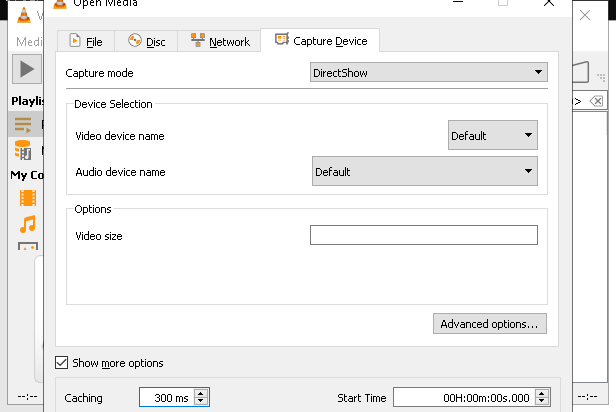 Open Media
V
Medi
File
Disc
Network
Capture Device
Capture mode
DirectShow
Playlis
Device Selection
Video device name
Default
Audio device name
Default
My Co
Options
Video size
Advanced options...
Show more options
--:--
Caching
300 ms
Start Time
00H:00m:00s.000
--:--